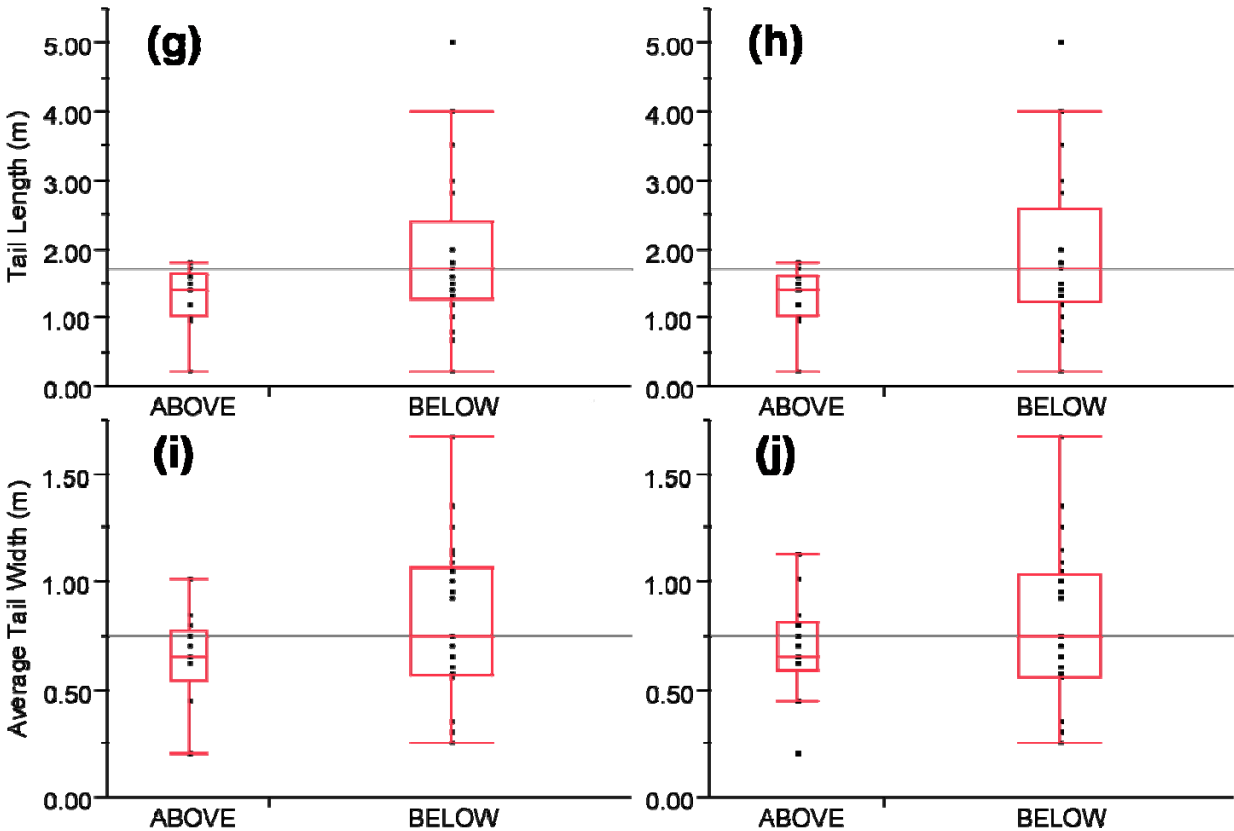 (g)
(h)
Tail Length (m)
5.00
4.00
3.00
2.00
1.00
0.00
5.00
4.00
3.00
2.00
1.00
0.00
ABOVE BELOW
ABOVE BELOW
(i)
(j)
Average Tail Width (m)
1.50
1.00
0.50
0.00
1.50
1.00
0.50
0.00
ABOVE BELOW
ABOVE BELOW